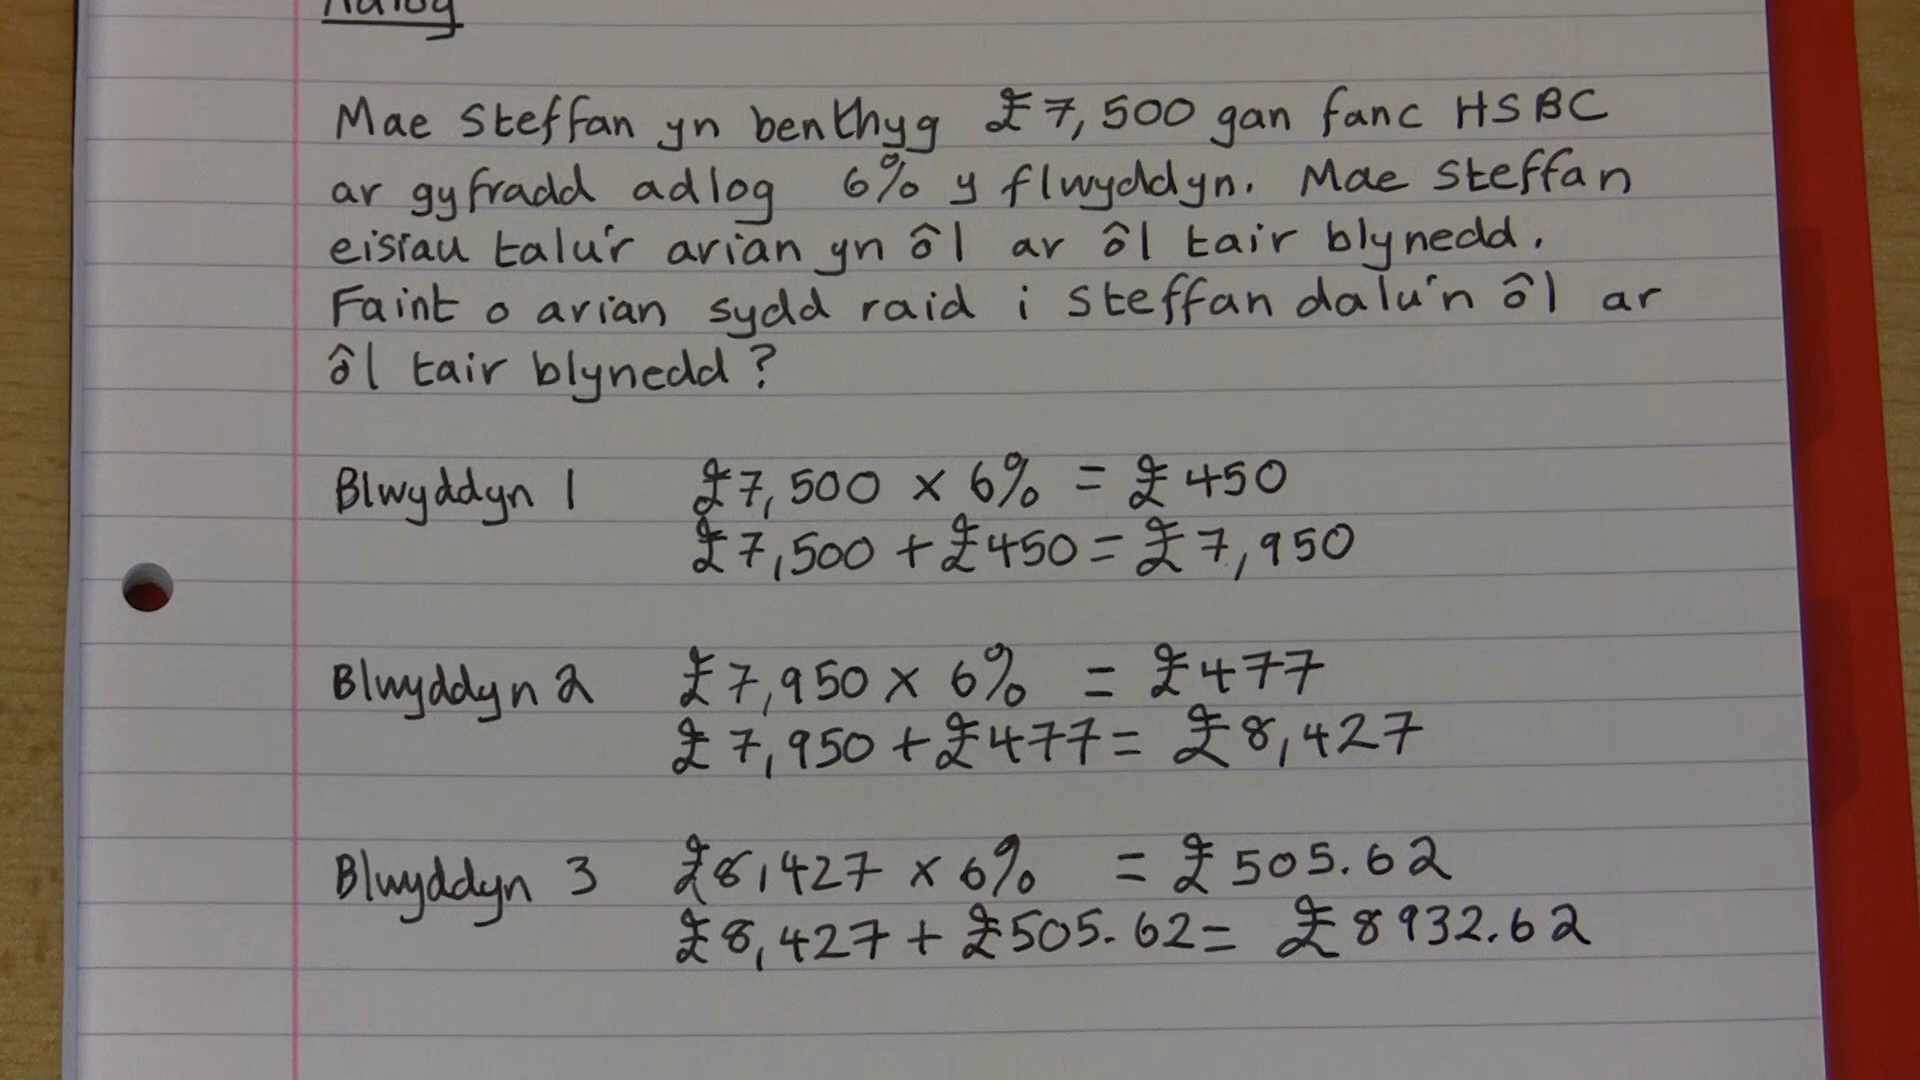 Adlog
Mae Steffan yn benthyg £7,500 gan fanc HSBC
ar gyfradd adlog 6% y flwyddyn. Mae Steffan
eisiau talu'r arian yn ôl ar ôl tair blynedd.
Faint o arian sydd raid i Steffan dalu'n ôl ar
ôl tair blynedd?
Blwyddyn 1 £7,500 x 6% = £450
£7,500 + £450 = £7,950
Blwyddyn 2 £7,950 x 6% = £477
£7,950 + £477 = £8,427
Blwyddyn 3 £8,427 x 6% = £505.62
£8,427 + £505.62 = £8932.62